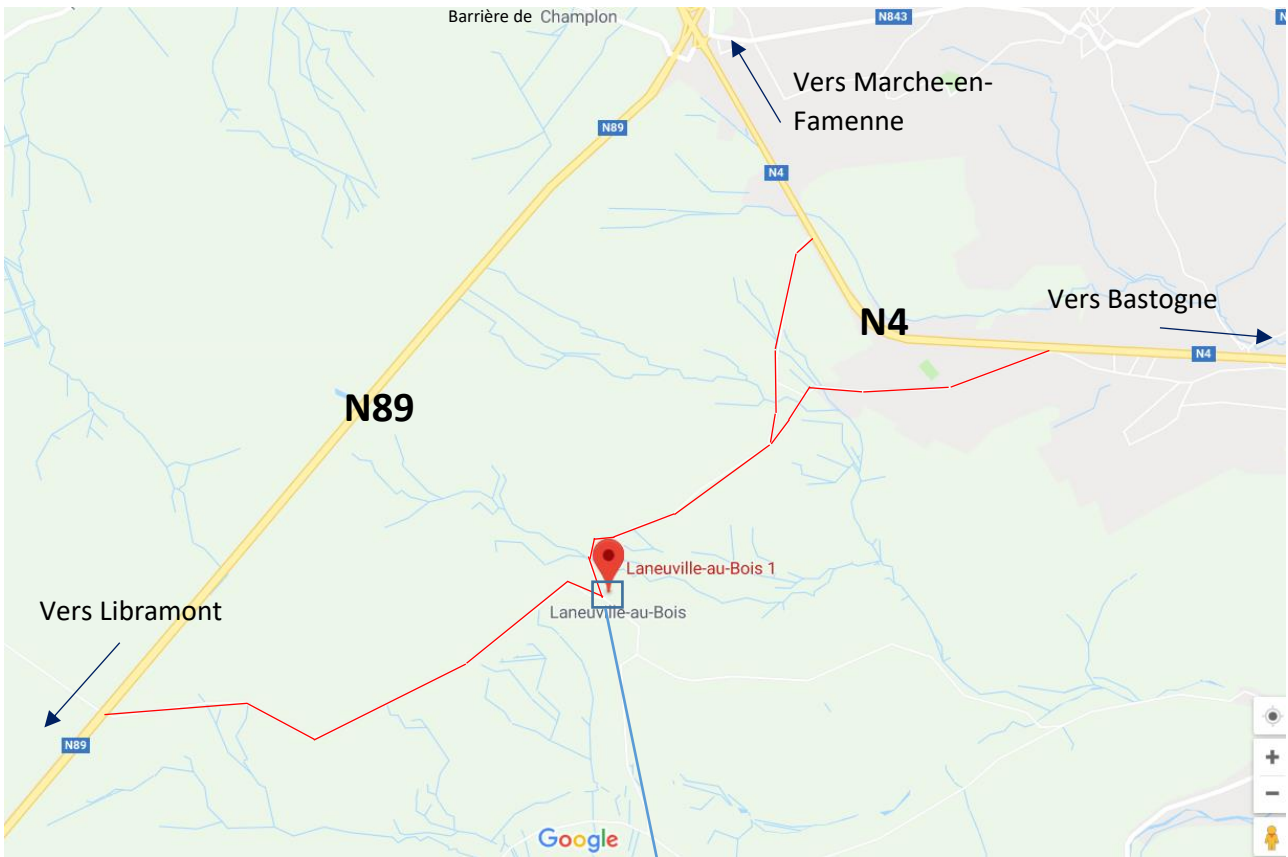 Barrière de Champlon
N843
N
Vers Marche-en-
Famenne
N89
N4
Vers Bastogne
N4
N4
N89
Laneuville-au-Bois 1
Laneuville-au-Bois
Vers Libramont
N89
Google